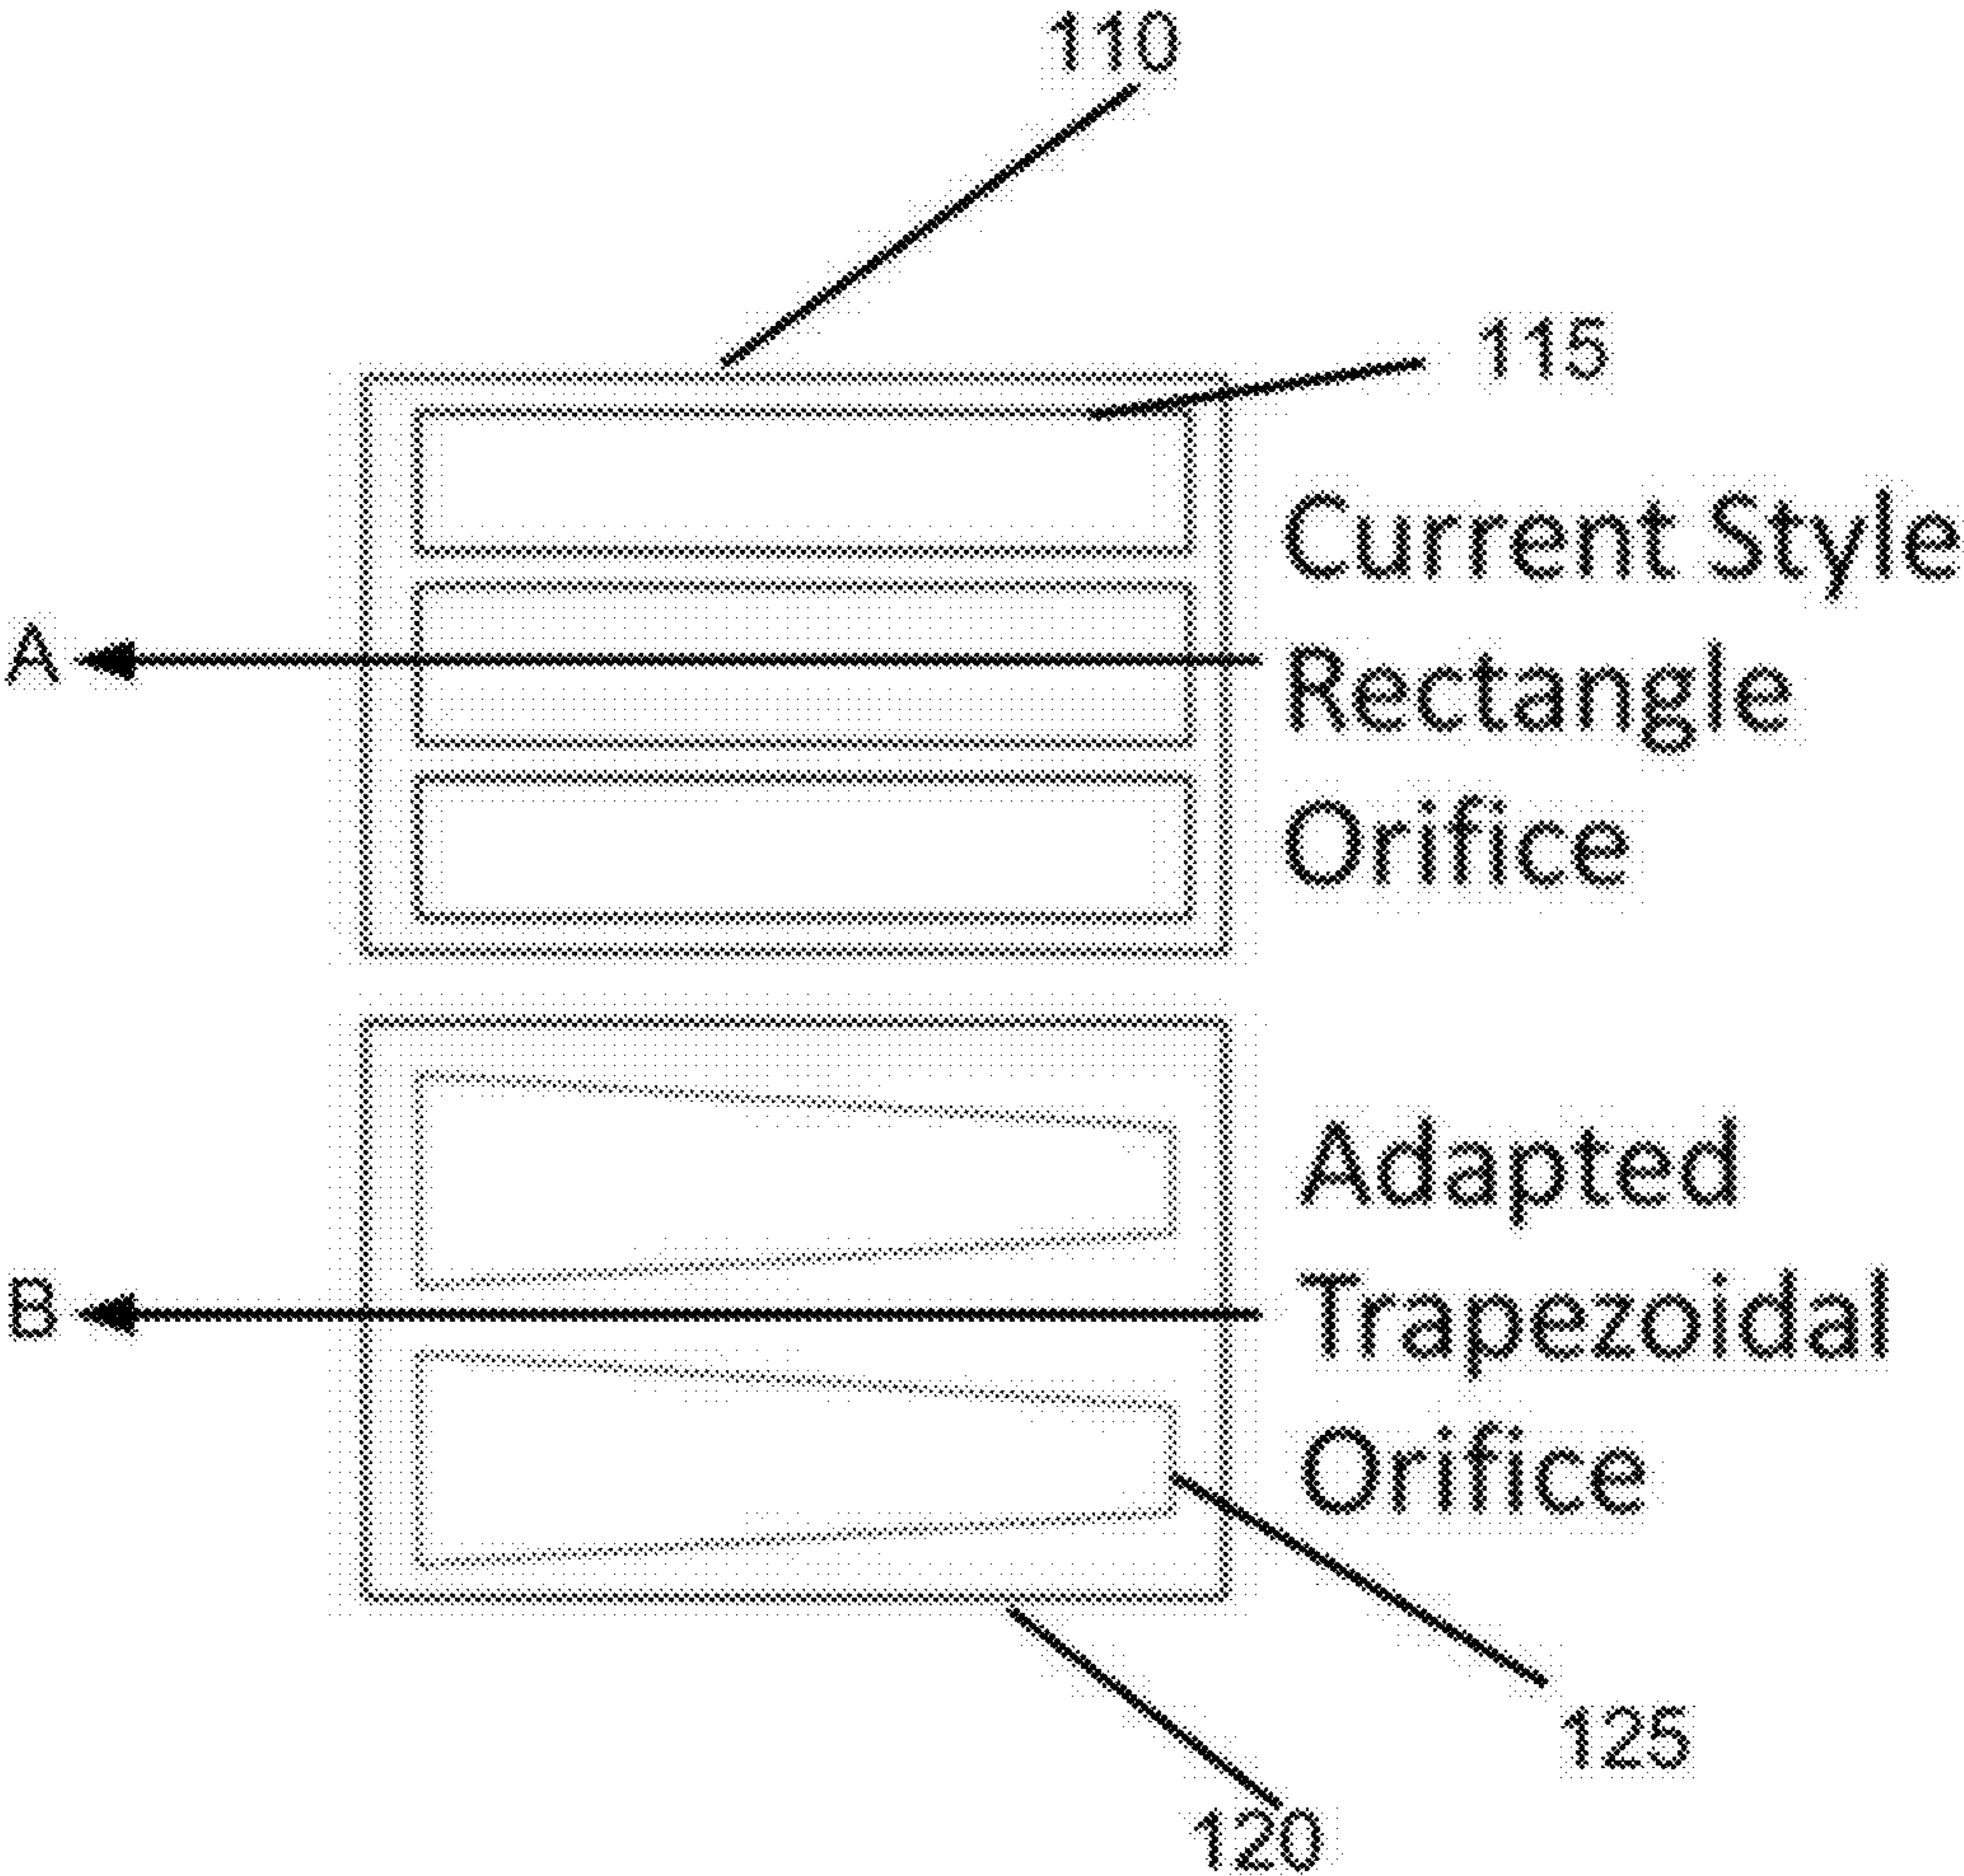 110
115
Current Style
A
Rectangle
Orifice
Adapted
B
Trapezoidal
Orifice
125
120